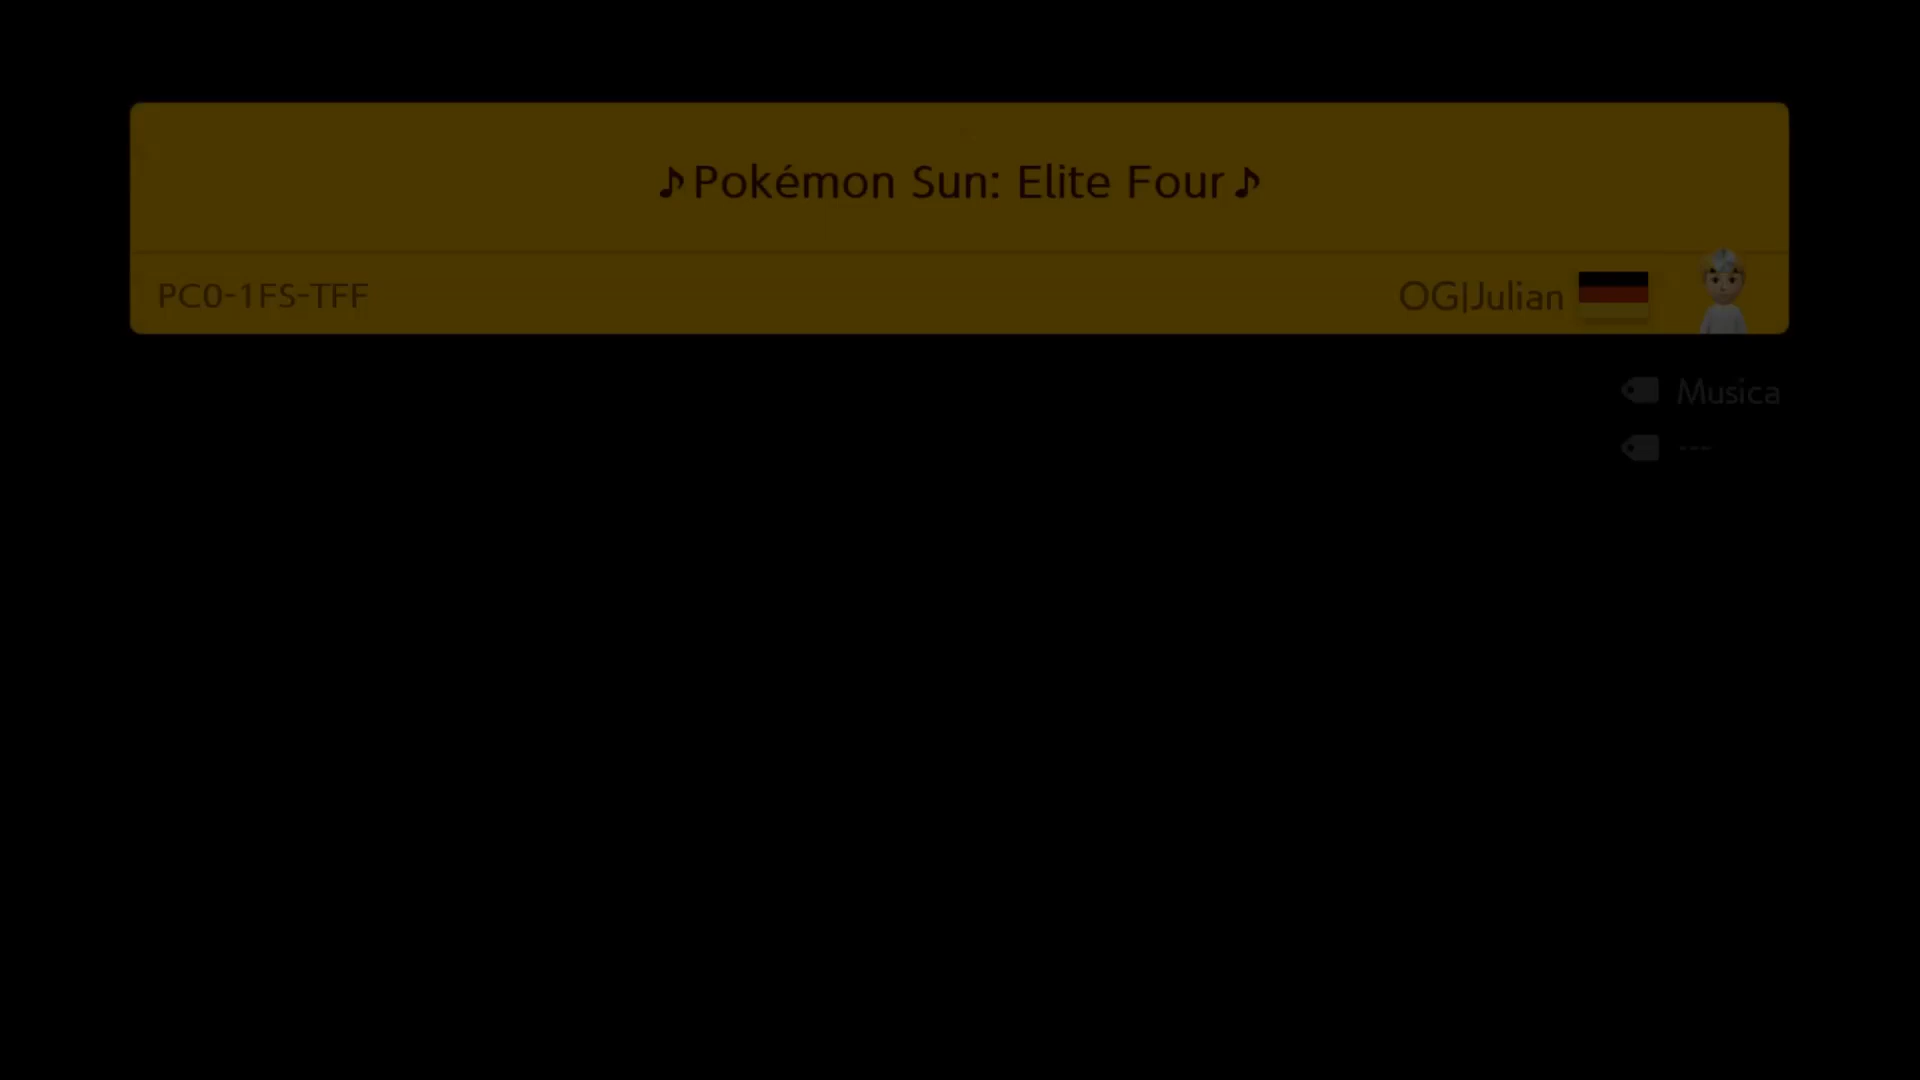 ♪Pokémon Sun: Elite Four♪
PC0-1FS-TFF
OG|Julian
Musica
---